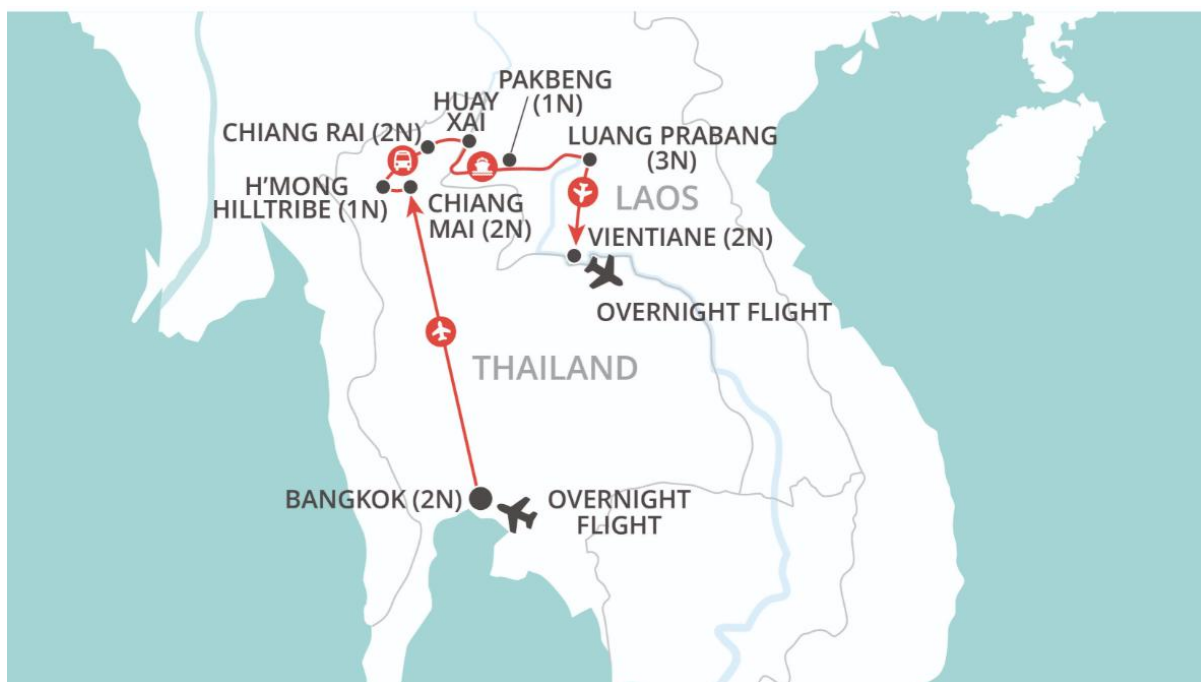 PAKBENG
(1N)
HUAY
XAI
CHIANG RAI (2N)
LUANG PRABANG
(3N)
H’MONG
HILLTRIBE (1N)
CHIANG
MAI (2N)
LAOS
VIENTIANE (2N)
OVERNIGHT FLIGHT
THAILAND
BANGKOK (2N)
OVERNIGHT
FLIGHT